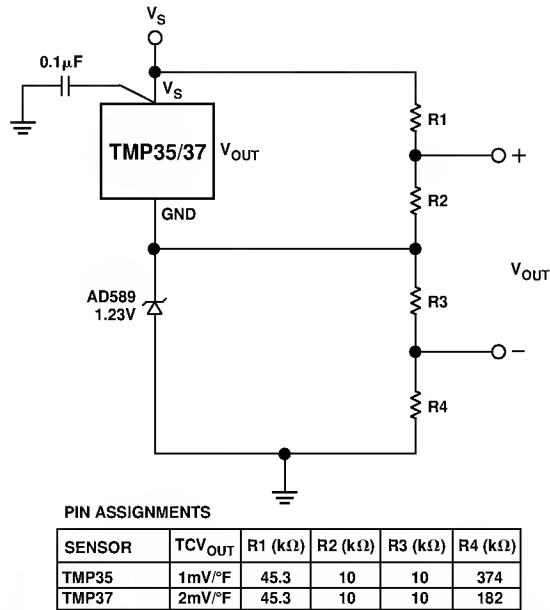 V_S
0.1µF
V_S
R1
TMP35/37
V_OUT
+
R2
GND
V_OUT
AD589
1.23V
R3
−
R4
PIN ASSIGNMENTS
SENSOR TCV_OUT R1 (kΩ) R2 (kΩ) R3 (kΩ) R4 (kΩ)
TMP35 1mV/°F 45.3 10 10 374
TMP37 2mV/°F 45.3 10 10 182